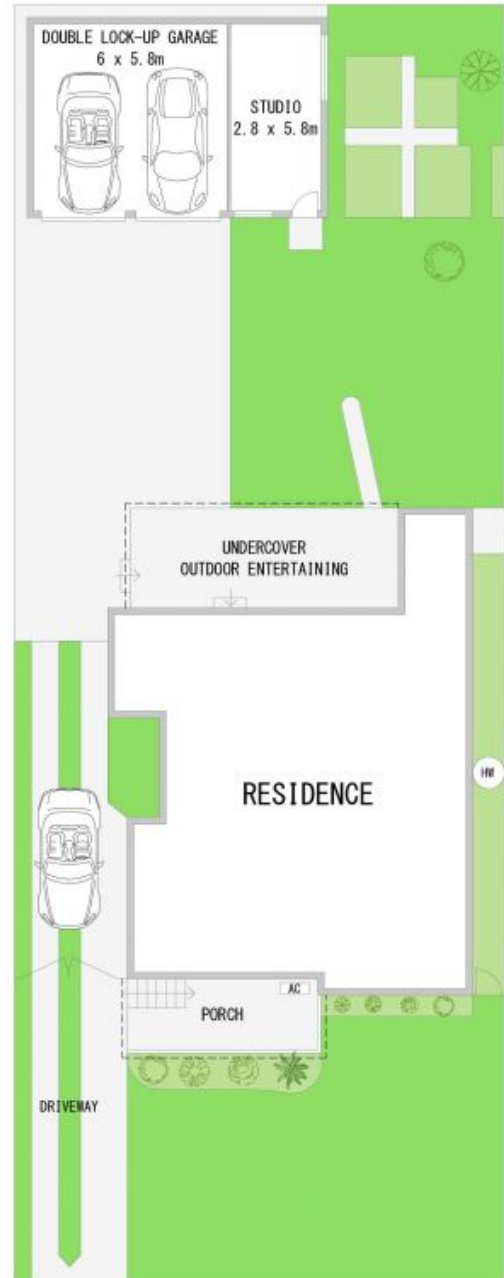 DOUBLE LOCK-UP GARAGE
6 x 5.8m
STUDIO
2.8 x 5.8m
UNDERCOVER
OUTDOOR ENTERTAINING
RESIDENCE
HW
AC
PORCH
DRIVEWAY